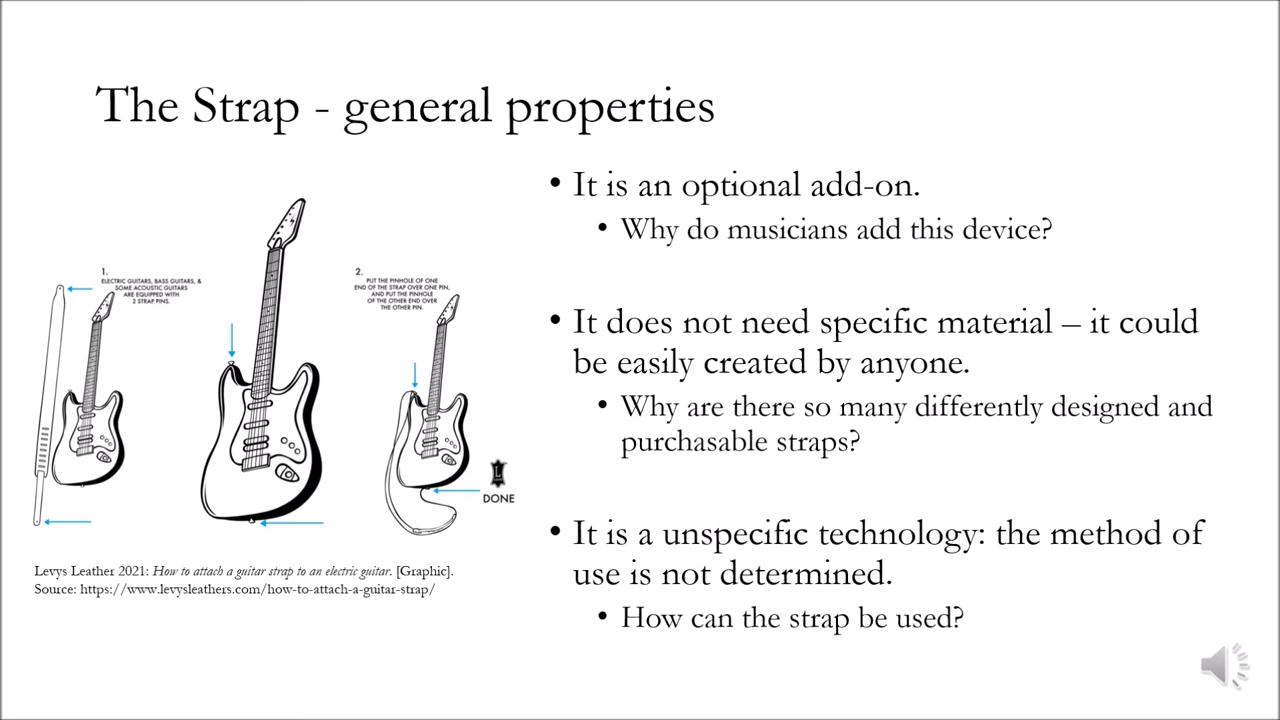 The Strap - general properties
1.
ELECTRIC GUITARS, BASS GUITARS, &
SOME ACOUSTIC GUITARS
ARE EQUIPPED WITH
2 STRAP PINS.
2.
PUT THE PINHOLE OF ONE
END OF THE STRAP OVER ONE PIN,
AND PUT THE PINHOLE
OF THE OTHER END OVER
THE OTHER PIN.
L
DONE
Levys Leather 2021: How to attach a guitar strap to an electric guitar. [Graphic].
Source: https://www.levysleathers.com/how-to-attach-a-guitar-strap/
• It is an optional add-on.
• Why do musicians add this device?
• It does not need specific material – it could
be easily created by anyone.
• Why are there so many differently designed and
purchasable straps?
• It is a unspecific technology: the method of
use is not determined.
• How can the strap be used?